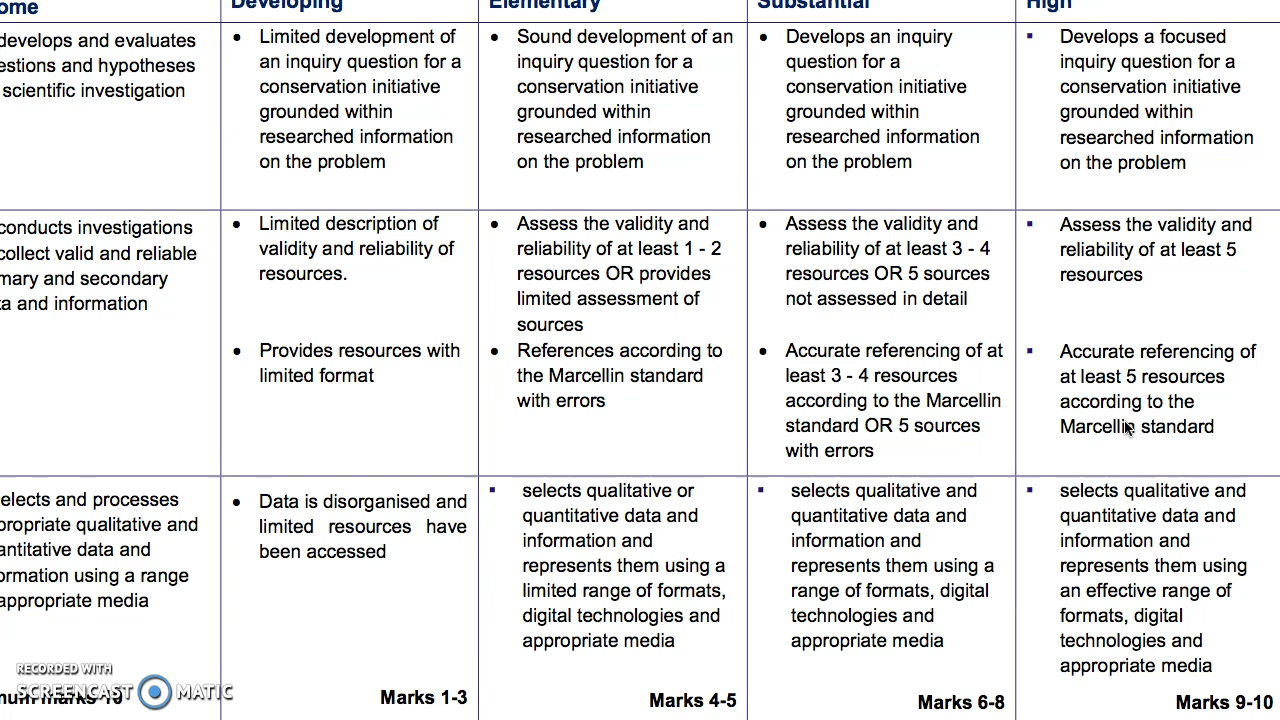 ome
Developing
Elementary
Substantial
High
develops and evaluates
estions and hypotheses
scientific investigation
• Limited development of
an inquiry question for a
conservation initiative
grounded within
researched information
on the problem
• Sound development of an
inquiry question for a
conservation initiative
grounded within
researched information
on the problem
• Develops an inquiry
question for a
conservation initiative
grounded within
researched information
on the problem
▪ Develops a focused
inquiry question for a
conservation initiative
grounded within
researched information
on the problem
conducts investigations
collect valid and reliable
mary and secondary
ta and information
• Limited description of
validity and reliability of
resources.
• Provides resources with
limited format
• Assess the validity and
reliability of at least 1 - 2
resources OR provides
limited assessment of
sources
• References according to
the Marcellin standard
with errors
• Assess the validity and
reliability of at least 3 - 4
resources OR 5 sources
not assessed in detail
• Accurate referencing of at
least 3 - 4 resources
according to the Marcellin
standard OR 5 sources
with errors
▪ Assess the validity and
reliability of at least 5
resources
▪ Accurate referencing of
at least 5 resources
according to the
Marcellin standard
elects and processes
propriate qualitative and
antitative data and
ormation using a range
appropriate media
• Data is disorganised and
limited resources have
been accessed
▪ selects qualitative or
quantitative data and
information and
represents them using a
limited range of formats,
digital technologies and
appropriate media
▪ selects qualitative and
quantitative data and
information and
represents them using a
range of formats, digital
technologies and
appropriate media
▪ selects qualitative and
quantitative data and
information and
represents them using
an effective range of
formats, digital
technologies and
appropriate media
Marks 1-3
Marks 4-5
Marks 6-8
Marks 9-10
RECORDED WITH
SCREENCAST MATIC